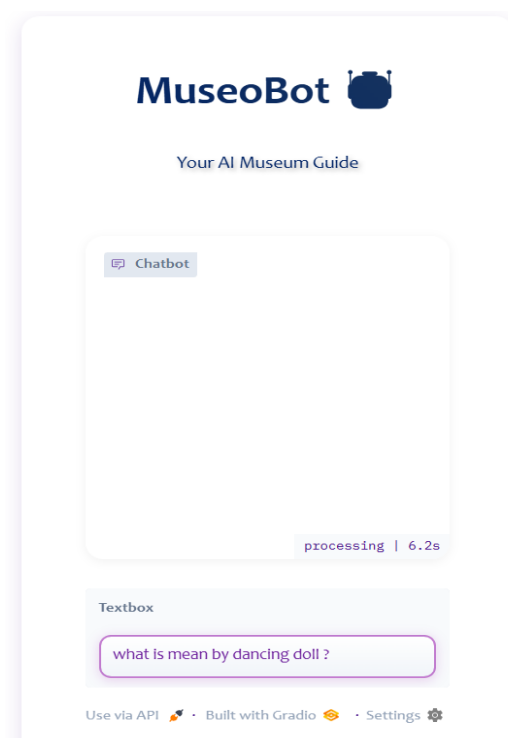 MuseoBot
Your AI Museum Guide
Chatbot
processing | 6.2s
Textbox
what is mean by dancing doll ?
Use via API · Built with Gradio · Settings